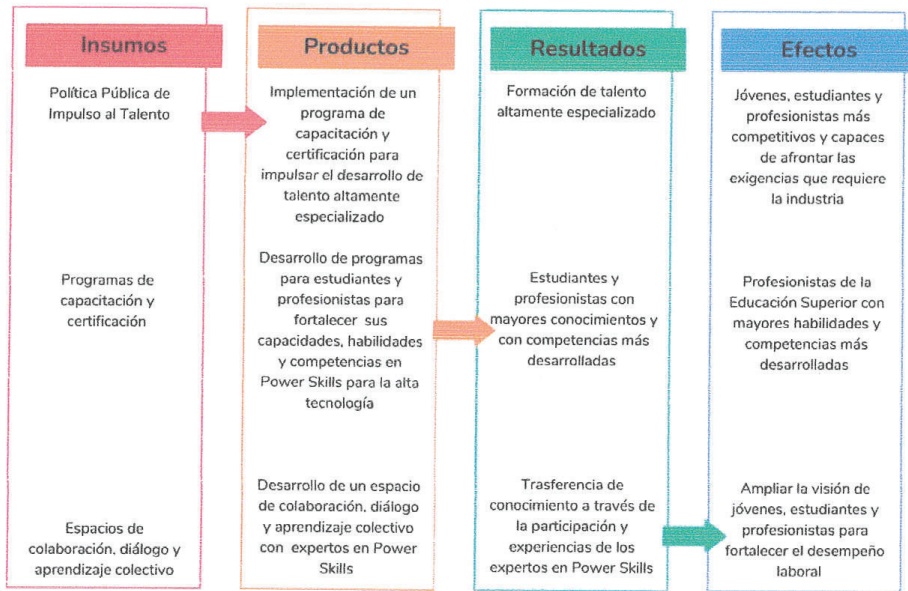 Insumos
Política Pública de
Impulso al Talento
Programas de
capacitación y
certificación
Espacios de
colaboración, diálogo y
aprendizaje colectivo
Productos
Implementación de un
programa de
capacitación y
certificación para
impulsar el desarrollo de
talento altamente
especializado
Desarrollo de programas
para estudiantes y
profesionistas para
fortalecer sus
capacidades, habilidades
y competencias en
Power Skills para la alta
tecnología
Desarrollo de un espacio
de colaboración, diálogo
y aprendizaje colectivo
con expertos en Power
Skills
Resultados
Formación de talento
altamente especializado
Estudiantes y
profesionistas con
mayores conocimientos y
con competencias más
desarrolladas
Trasferencia de
conocimiento a través de
la participación y
experiencias de los
expertos en Power Skills
Efectos
Jóvenes, estudiantes y
profesionistas más
competitivos y capaces
de afrontar las
exigencias que requiere
la industria
Profesionistas de la
Educación Superior con
mayores habilidades y
competencias más
desarrolladas
Ampliar la visión de
jóvenes, estudiantes y
profesionistas para
fortalecer el desempeño
laboral